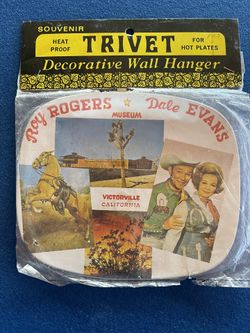 SOUVENIR
HEAT PROOF
TRIVET
FOR HOT PLATES
Decorative Wall Hanger
Roy ROGERS ★ Dale EVANS
MUSEUM
VICTORVILLE
CALIFORNIA